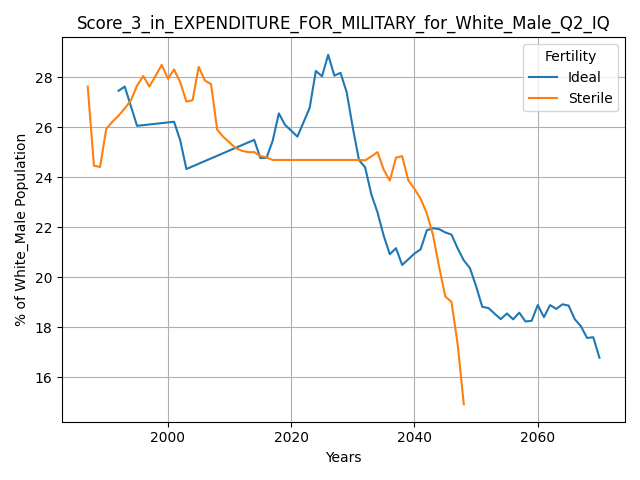 Score_3_in_EXPENDITURE_FOR_MILITARY_for_White_Male_Q2_IQ
Fertility
Ideal
Sterile
% of White_Male Population
28
26
24
22
20
18
16
2000
2020
2040
2060
Years